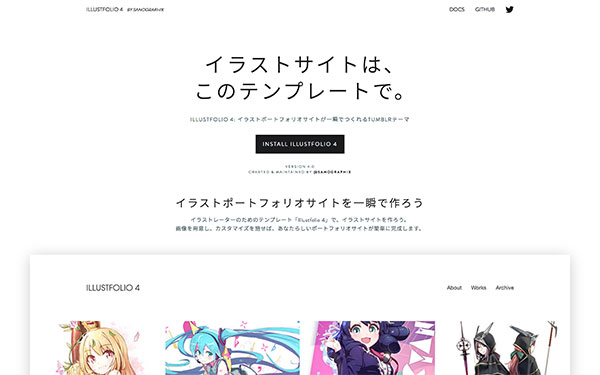 ILLUSTFOLIO 4 BY SANOGRAPHIX
DOCS GITHUB
イラストサイトは、
このテンプレートで。
ILLUSTFOLIO 4: イラストポートフォリオサイトが一瞬でつくれるTUMBLRテーマ
INSTALL ILLUSTFOLIO 4
CREATED & MAINTAINED BY @SANOGRAPHIX
イラストポートフォリオサイトを一瞬で作ろう
イラストレーターのためのテンプレート「Illustfolio 4」で、イラストサイトを作ろう。
画像を用意し、カスタマイズを施せば、あなたらしいポートフォリオサイトが簡単に完成します。
ILLUSTFOLIO 4
About Works Archive